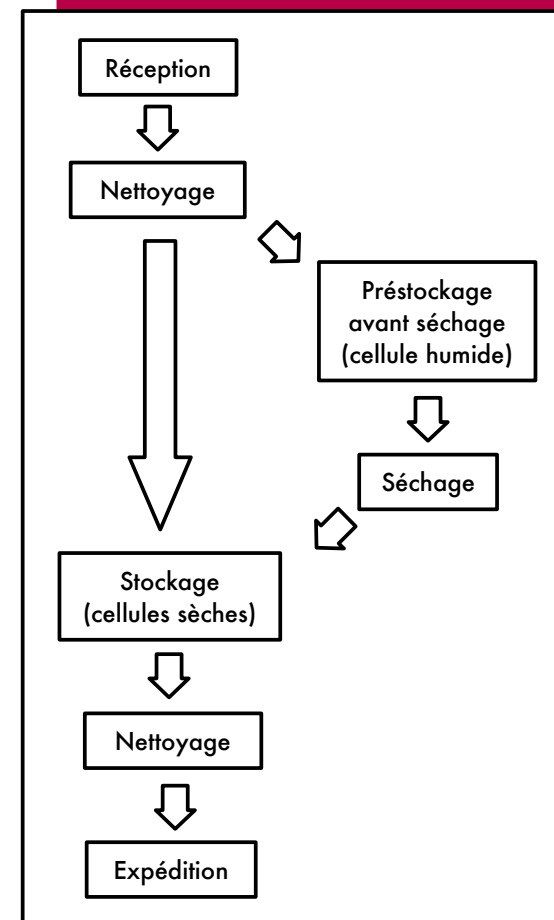 Réception
Nettoyage
Préstockage
avant séchage
(cellule humide)
Séchage
Stockage
(cellules sèches)
Nettoyage
Expédition